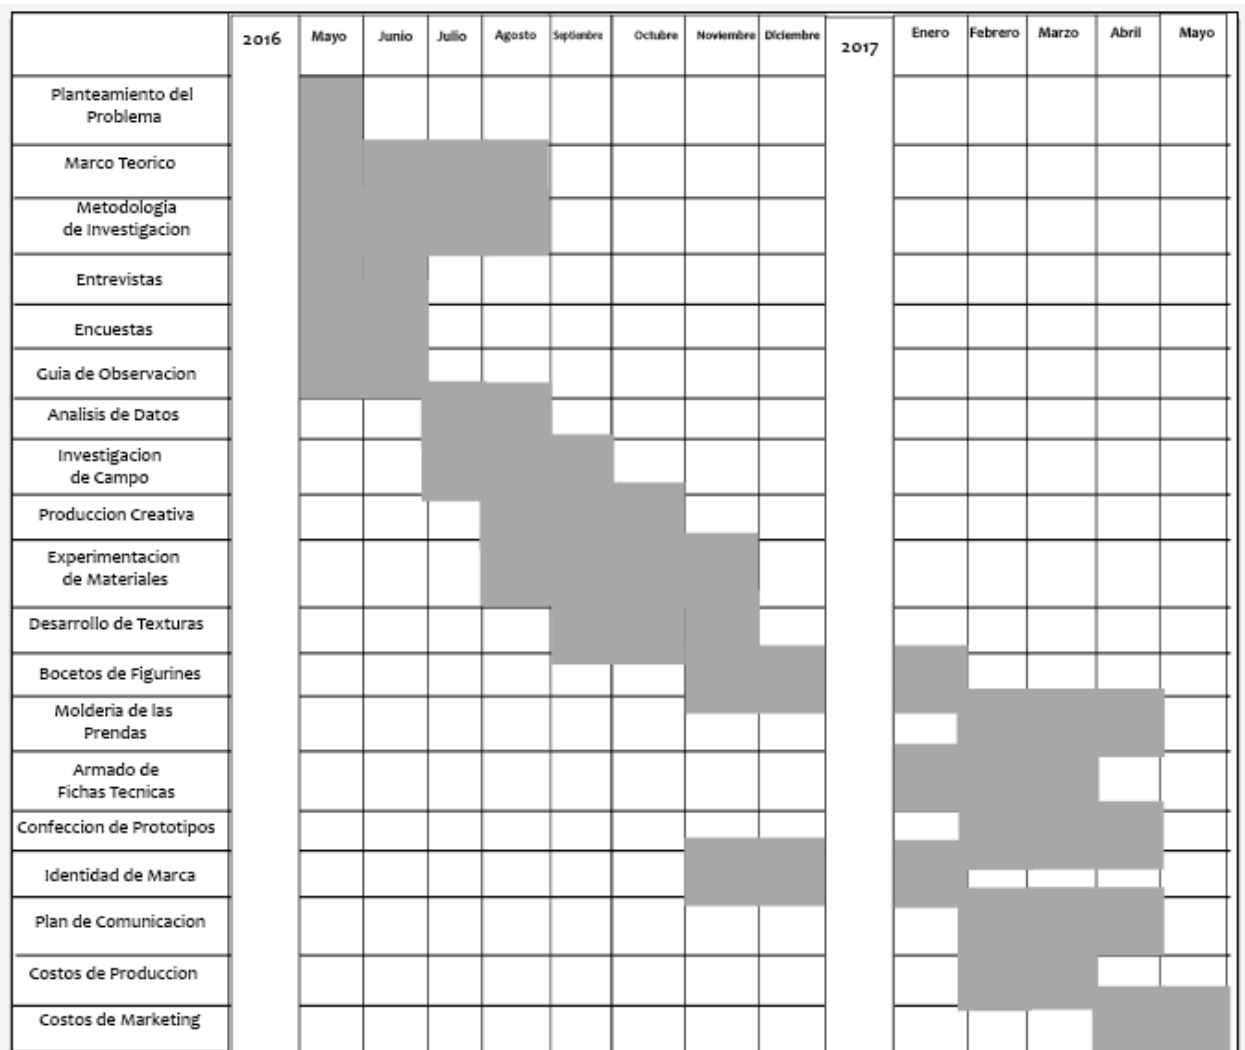 2016 Mayo Junio Julio Agosto Septiembre Octubre Noviembre Diciembre 2017 Enero Febrero Marzo Abril Mayo
Planteamiento del
Problema
Marco Teorico
Metodologia
de Investigacion
Entrevistas
Encuestas
Guia de Observacion
Analisis de Datos
Investigacion
de Campo
Produccion Creativa
Experimentacion
de Materiales
Desarrollo de Texturas
Bocetos de Figurines
Molderia de las
Prendas
Armado de
Fichas Tecnicas
Confeccion de Prototipos
Identidad de Marca
Plan de Comunicacion
Costos de Produccion
Costos de Marketing